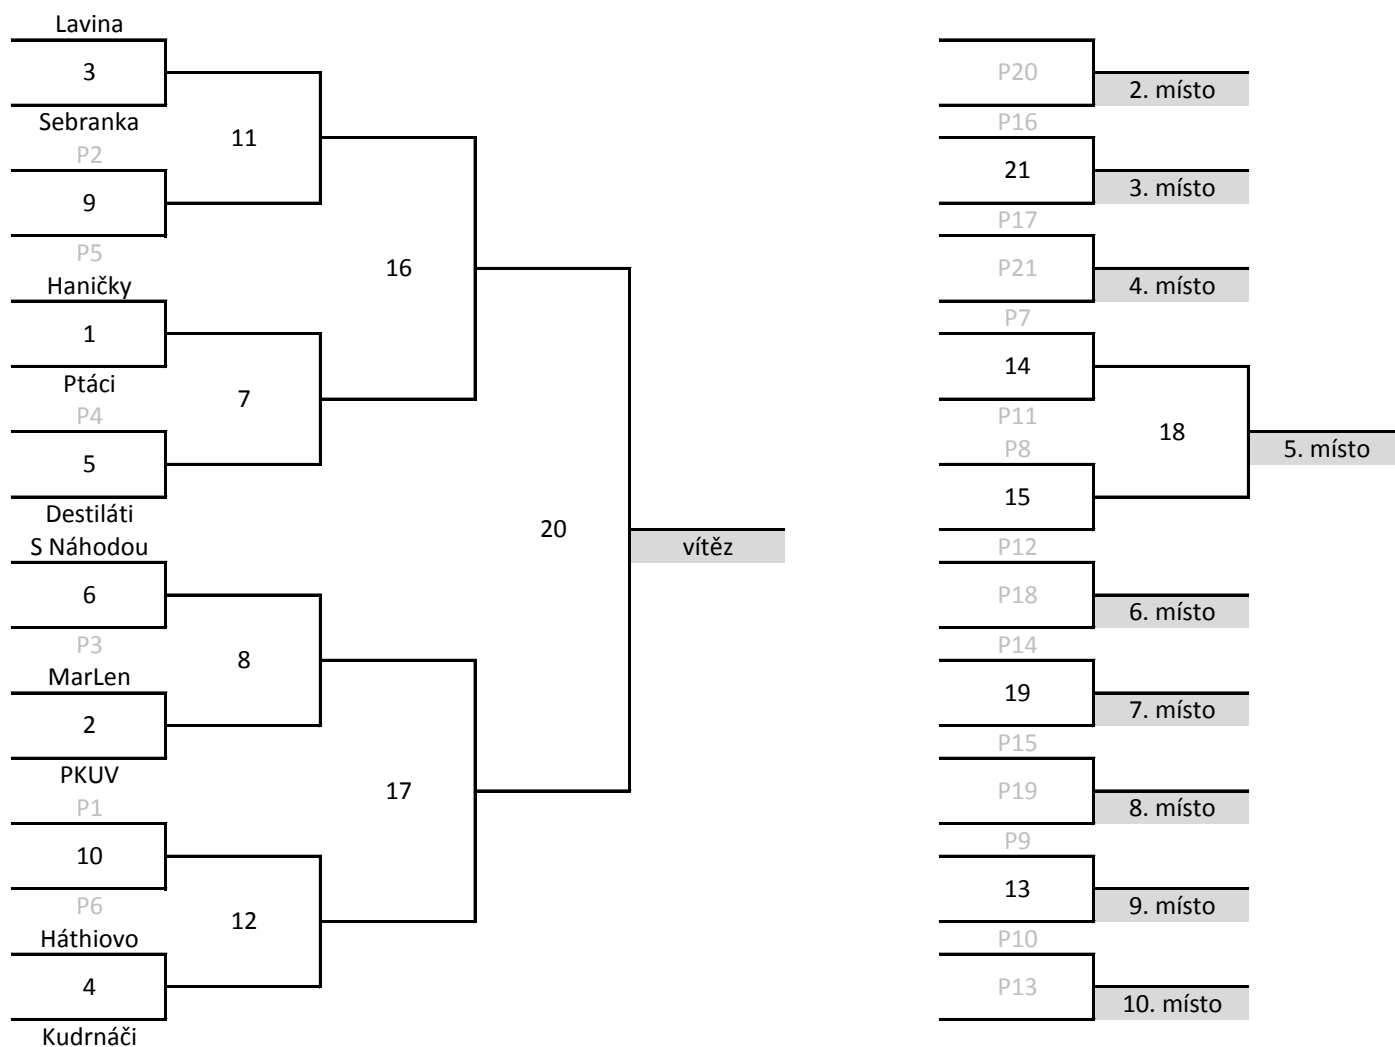 Lavina
3
Sebranka
11
P2
9
P5
16
Haničky
1
Ptáci
7
P4
5
Destiláti
20
vítěz
S Náhodou
6
P3
8
MarLen
2
PKUV
17
P1
10
P6
12
Háthiovo
4
Kudrnáči
P20
2. místo
P16
21
3. místo
P17
P21
4. místo
P7
14
P11
18
5. místo
P8
15
P12
P18
6. místo
P14
19
7. místo
P15
P19
8. místo
P9
13
9. místo
P10
P13
10. místo